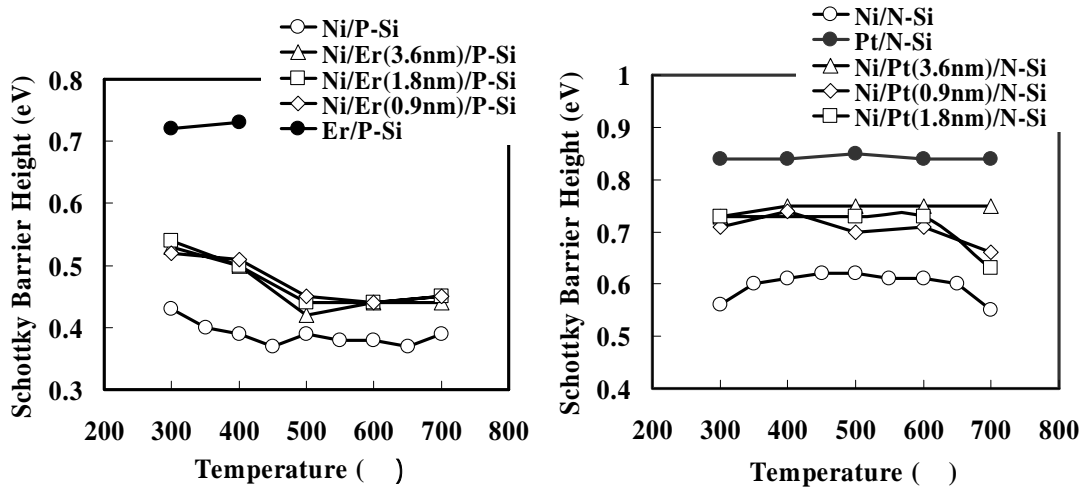 Ni/P-Si
Ni/Er(3.6nm)/P-Si
Ni/Er(1.8nm)/P-Si
Ni/Er(0.9nm)/P-Si
Er/P-Si
Schottky Barrier Height (eV)
0.8
0.7
0.6
0.5
0.4
0.3
200 300 400 500 600 700 800
Temperature ( )
Ni/N-Si
Pt/N-Si
Ni/Pt(3.6nm)/N-Si
Ni/Pt(0.9nm)/N-Si
Ni/Pt(1.8nm)/N-Si
Schottky Barrier Height (eV)
1
0.9
0.8
0.7
0.6
0.5
0.4
200 300 400 500 600 700 800
Temperature ( )